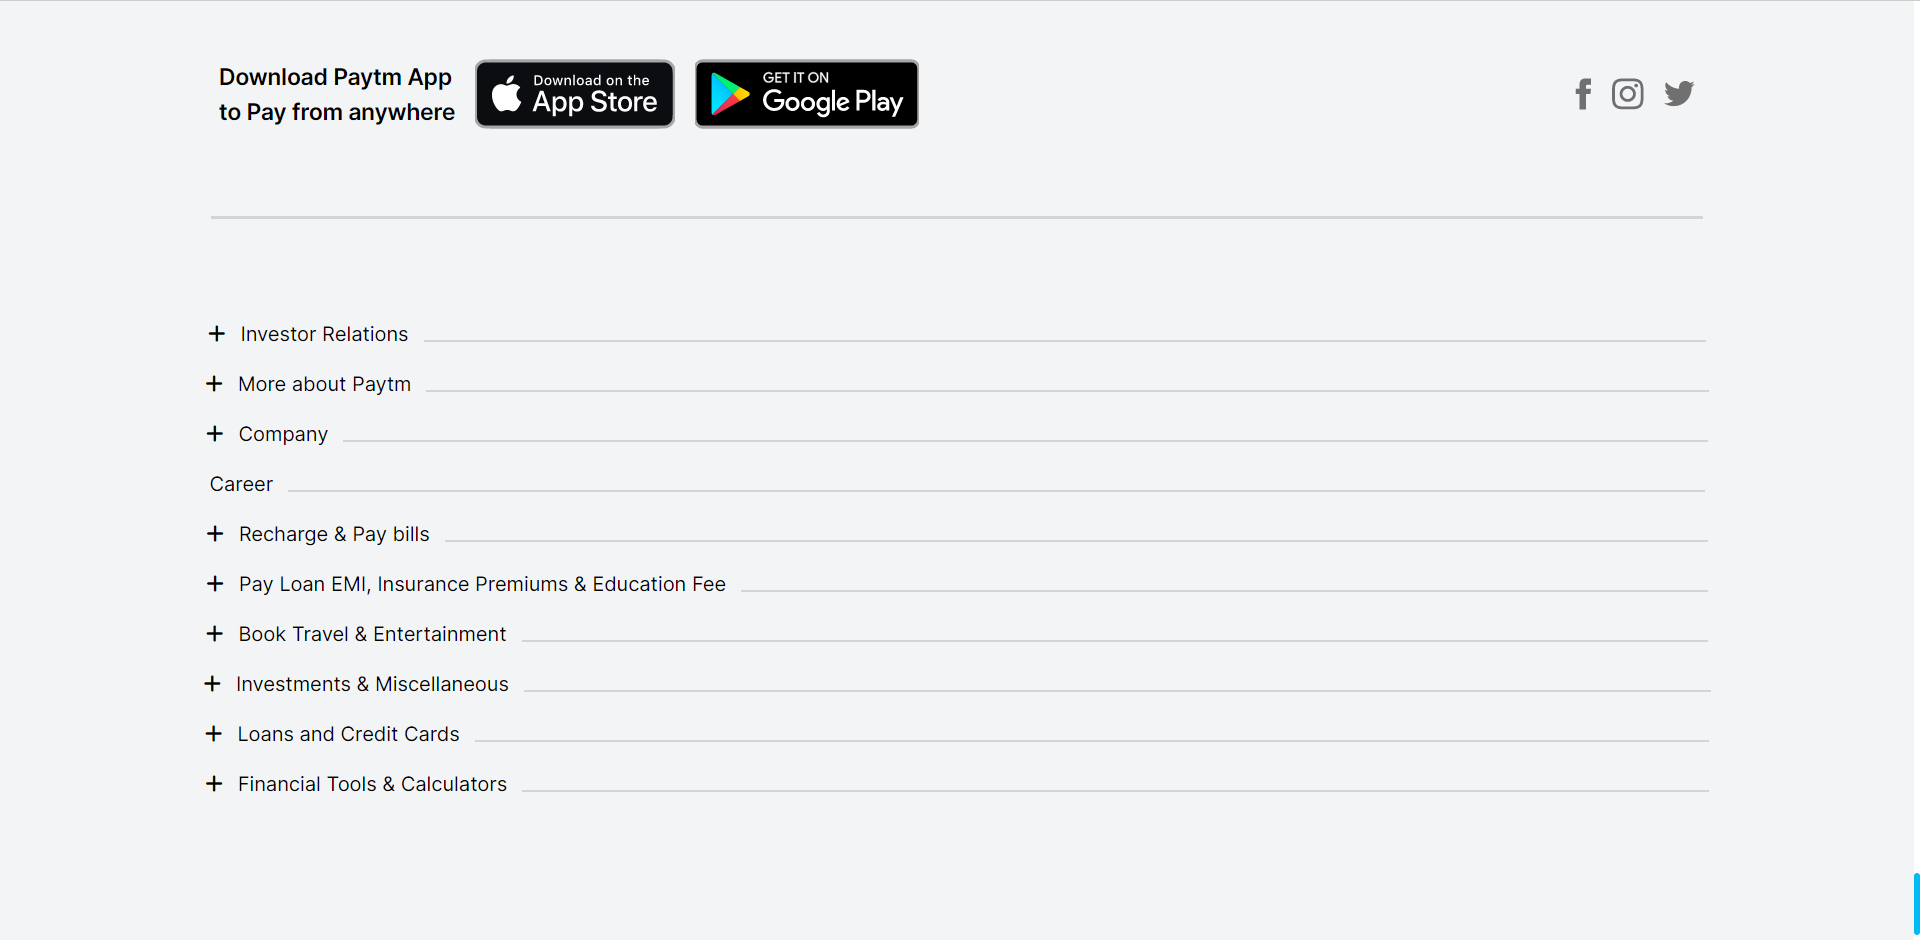 Download Paytm App
to Pay from anywhere
Download on the
App Store
GET IT ON
Google Play
Investor Relations
More about Paytm
Company
Career
Recharge & Pay bills
Pay Loan EMI, Insurance Premiums & Education Fee
Book Travel & Entertainment
Investments & Miscellaneous
Loans and Credit Cards
Financial Tools & Calculators